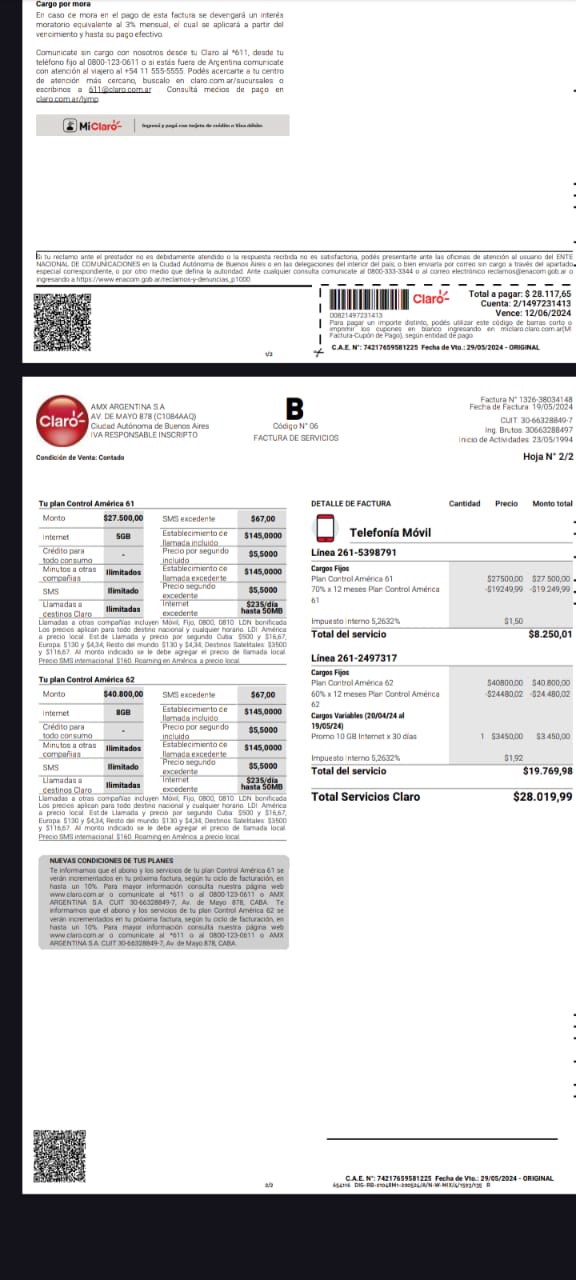 Cargo por mora
En caso de mora en el pago de esta factura se devengará un interés
moratorio equivalente al 3% mensual, el cual se aplicará a partir del
vencimiento y hasta su pago efectivo.
Comunicate sin cargo con nosotros desde tu Claro al *611, desde tu
teléfono fijo al 0800-123-0611 o si estás fuera de Argentina comunicate
con atención al viajero al +54 11 555-5555. Podés acercarte a tu centro
de atención más cercano, buscalo en claro.com.ar/sucursales o
escribinos a 611@claro.com.ar . Consultá medios de pago en
claro.com.ar/lymp
MiClaro
Ingresá y pagá con tarjeta de crédito o Visa débito
Si tu reclamo ante el prestador no es debidamente atendido o la respuesta recibida no es satisfactoria, podés presentarte ante las oficinas de atención al usuario del ENTE
NACIONAL DE COMUNICACIONES en la Ciudad Autónoma de Buenos Aires o en las delegaciones del interior del país; o bien enviarla por correo sin cargo a través del apartado
especial correspondiente, o por otro medio que defina la autoridad. Ante cualquier consulta comunicate al 0800-333-3344 o al correo electrónico reclamos@enacom.gob.ar o
ingresando a https://www.enacom.gob.ar/reclamos-y-denuncias_p1000
Claro
Total a pagar: $ 28.117,65
Cuenta: 2/1497231413
Vence: 12/06/2024
00821497231413
Para pagar un importe distinto, podés utilizar este código de barras corto o
imprimir los cupones en blanco ingresando en miclaro.claro.com.ar(Mi
Factura-Cupón de Pago), según entidad de pago
C.A.E. N°: 74217659581225 Fecha de Vto.: 29/05/2024 - ORIGINAL
1/2
Claro
AMX ARGENTINA S A
AV. DE MAYO 878 (C1084AAQ)
Ciudad Autónoma de Buenos Aires
IVA RESPONSABLE INSCRIPTO
B
Código N° 06
FACTURA DE SERVICIOS
Factura N° 1326-38034148
Fecha de Factura: 19/05/2024
CUIT: 30-66328849-7
Ing. Brutos: 30663288497
Inicio de Actividades: 23/05/1994
Condición de Venta: Contado
Hoja N° 2/2
Tu plan Control América 61
Monto $27.500,00 SMS excedente $67,00
Internet 5GB Establecimiento de llamada incluido $145,0000
Crédito para todo consumo - Precio por segundo incluido $5,5000
Minutos a otras compañías Ilimitados Establecimiento de llamada excedente $145,0000
SMS Ilimitado Precio segundo excedente $5,5000
Llamadas a destinos Claro Ilimitadas Internet excedente $235/día hasta 50MB
Llamadas a otras compañías incluyen Móvil, Fijo, 0800, 0810. LDN bonificada
Los precios aplican para todo destino nacional y cualquier horario. LDI: América
a precio local. Est.de Llamada y precio por segundo Cuba: $500 y $16,67,
Europa: $130 y $4,34, Resto del mundo $130 y $4,34, Destinos Satelitales: $3500
y $116,67. Al monto indicado se le debe agregar el precio de llamada local.
Precio SMS internacional: $160. Roaming en América: a precio local.
Tu plan Control América 62
Monto $40.800,00 SMS excedente $67,00
Internet 8GB Establecimiento de llamada incluido $145,0000
Crédito para todo consumo - Precio por segundo incluido $5,5000
Minutos a otras compañías Ilimitados Establecimiento de llamada excedente $145,0000
SMS Ilimitado Precio segundo excedente $5,5000
Llamadas a destinos Claro Ilimitadas Internet excedente $235/día hasta 50MB
Llamadas a otras compañías incluyen Móvil, Fijo, 0800, 0810. LDN bonificada
Los precios aplican para todo destino nacional y cualquier horario. LDI: América
a precio local. Est.de Llamada y precio por segundo Cuba: $500 y $16,67,
Europa: $130 y $4,34, Resto del mundo $130 y $4,34, Destinos Satelitales: $3500
y $116,67. Al monto indicado se le debe agregar el precio de llamada local.
Precio SMS internacional: $160. Roaming en América: a precio local.
NUEVAS CONDICIONES DE TUS PLANES
Te informamos que el abono y los servicios de tu plan Control América 61 se
verán incrementados en tu próxima factura, según tu ciclo de facturación, en
hasta un 10%. Para mayor información consulta nuestra página web
www.claro.com.ar o comunícate al *611 o al 0800-123-0611 o AMX
ARGENTINA S.A. CUIT 30-66328849-7, Av. de Mayo 878, CABA. Te
informamos que el abono y los servicios de tu plan Control América 62 se
verán incrementados en tu próxima factura, según tu ciclo de facturación, en
hasta un 10%. Para mayor información consulta nuestra página web
www.claro.com.ar o comunícate al *611 o al 0800-123-0611 o AMX
ARGENTINA S.A. CUIT 30-66328849-7, Av. de Mayo 878, CABA.
DETALLE DE FACTURA Cantidad Precio Monto total
Telefonía Móvil
Línea 261-5398791
Cargos Fijos
Plan Control América 61 $27500,00 $27.500,00
70% x 12 meses Plan Control América 61 -$19249,99 -$19.249,99
Impuesto Interno 5,2632% $1,50
Total del servicio $8.250,01
Línea 261-2497317
Cargos Fijos
Plan Control América 62 $40800,00 $40.800,00
60% x 12 meses Plan Control América 62 -$24480,02 -$24.480,02
Cargos Variables (20/04/24 al 19/05/24)
Promo 10 GB Internet x 30 días 1 $3450,00 $3.450,00
Impuesto Interno 5,2632% $1,92
Total del servicio $19.769,98
Total Servicios Claro $28.019,99
C.A.E. N°: 74217659581225 Fecha de Vto.: 29/05/2024 - ORIGINAL
2/2